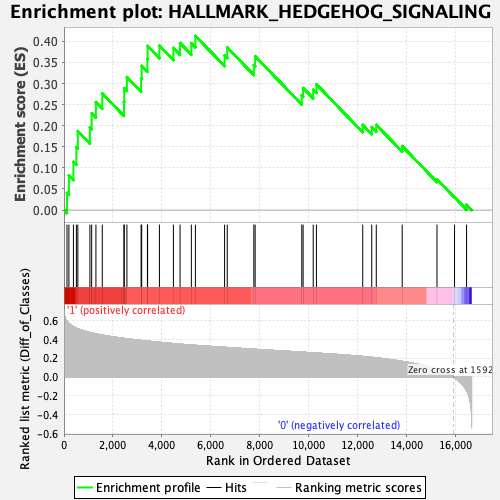 Enrichment plot: HALLMARK_HEDGEHOG_SIGNALING
Enrichment score (ES)
0.40
0.35
0.30
0.25
0.20
0.15
0.10
0.05
0.00
'1' (positively correlated)
Ranked list metric (Diff_of_Classes)
0.6
0.4
0.2
0.0
-0.2
-0.4
-0.6
Zero cross at 1592
'0' (negatively correlated)
0 2,000 4,000 6,000 8,000 10,000 12,000 14,000 16,000
Rank in Ordered Dataset
Enrichment profile Hits Ranking metric scores